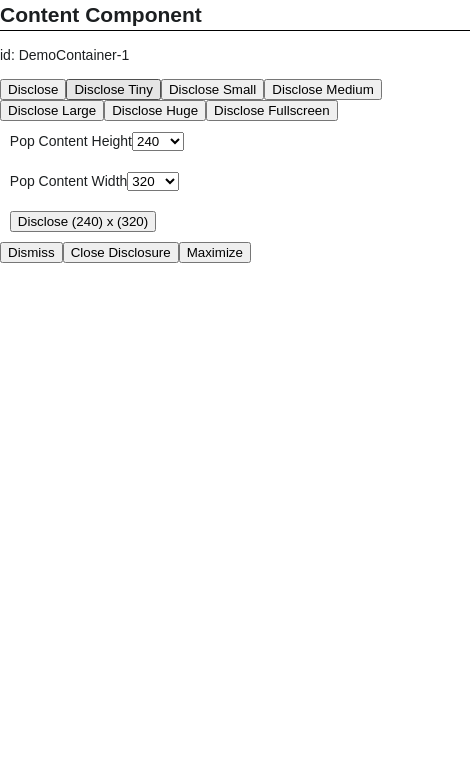 Content Component
id: DemoContainer-1
Disclose Disclose Tiny Disclose Small Disclose Medium
Disclose Large Disclose Huge Disclose Fullscreen
Pop Content Height 240
Pop Content Width 320
Disclose (240) x (320)
Dismiss Close Disclosure Maximize